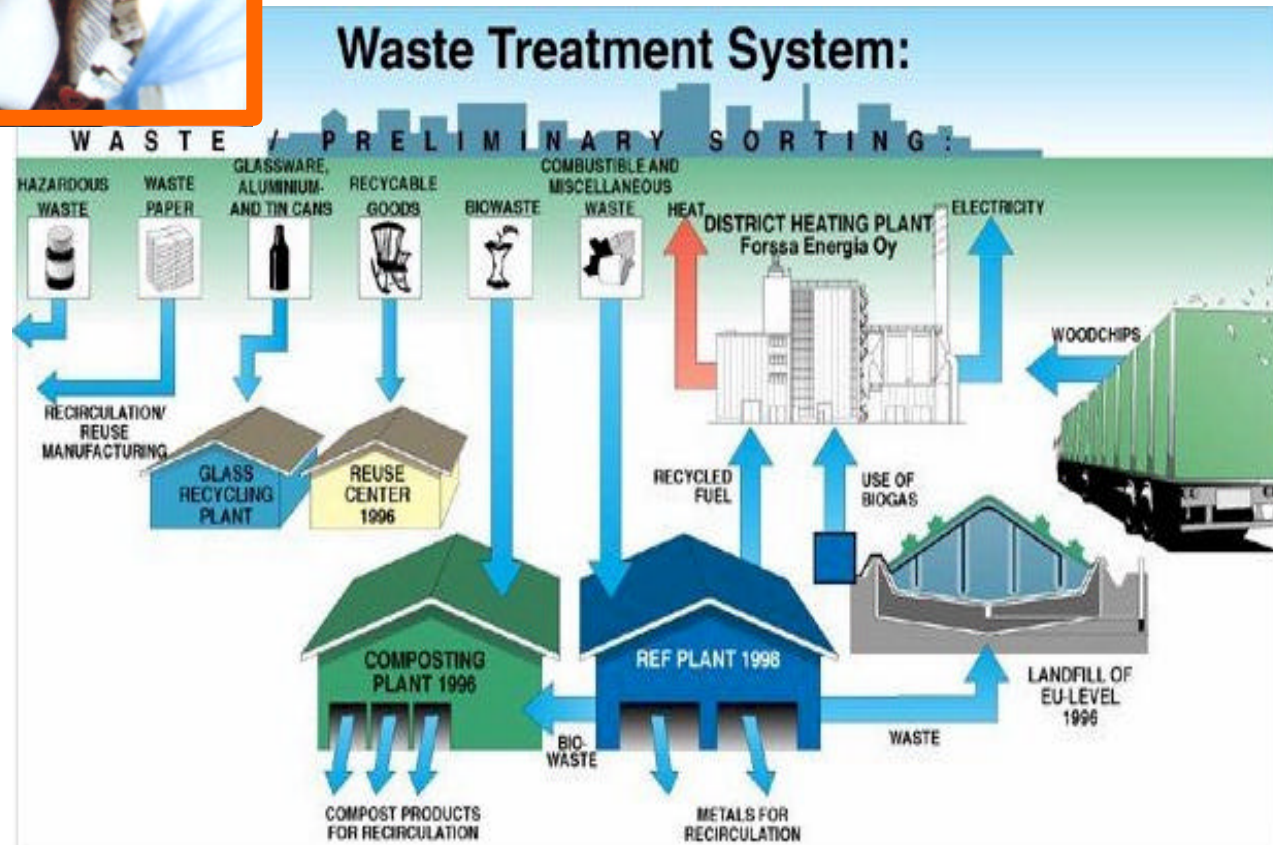 Waste Treatment System:
WASTE / PRELIMINARY SORTING:
HAZARDOUS
WASTE
WASTE
PAPER
GLASSWARE,
ALUMINIUM-
AND TIN CANS
RECYCABLE
GOODS
BIOWASTE
COMBUSTIBLE AND
MISCELLANEOUS
WASTE
HEAT
DISTRICT HEATING PLANT
Forssa Energia Oy
ELECTRICITY
WOODCHIPS
RECIRCULATION/
REUSE
MANUFACTURING
GLASS
RECYCLING
PLANT
REUSE
CENTER
1996
RECYCLED
FUEL
USE OF
BIOGAS
COMPOSTING
PLANT 1996
REF PLANT 1998
LANDFILL OF
EU-LEVEL
1996
BIO-
WASTE
WASTE
COMPOST PRODUCTS
FOR RECIRCULATION
METALS FOR
RECIRCULATION